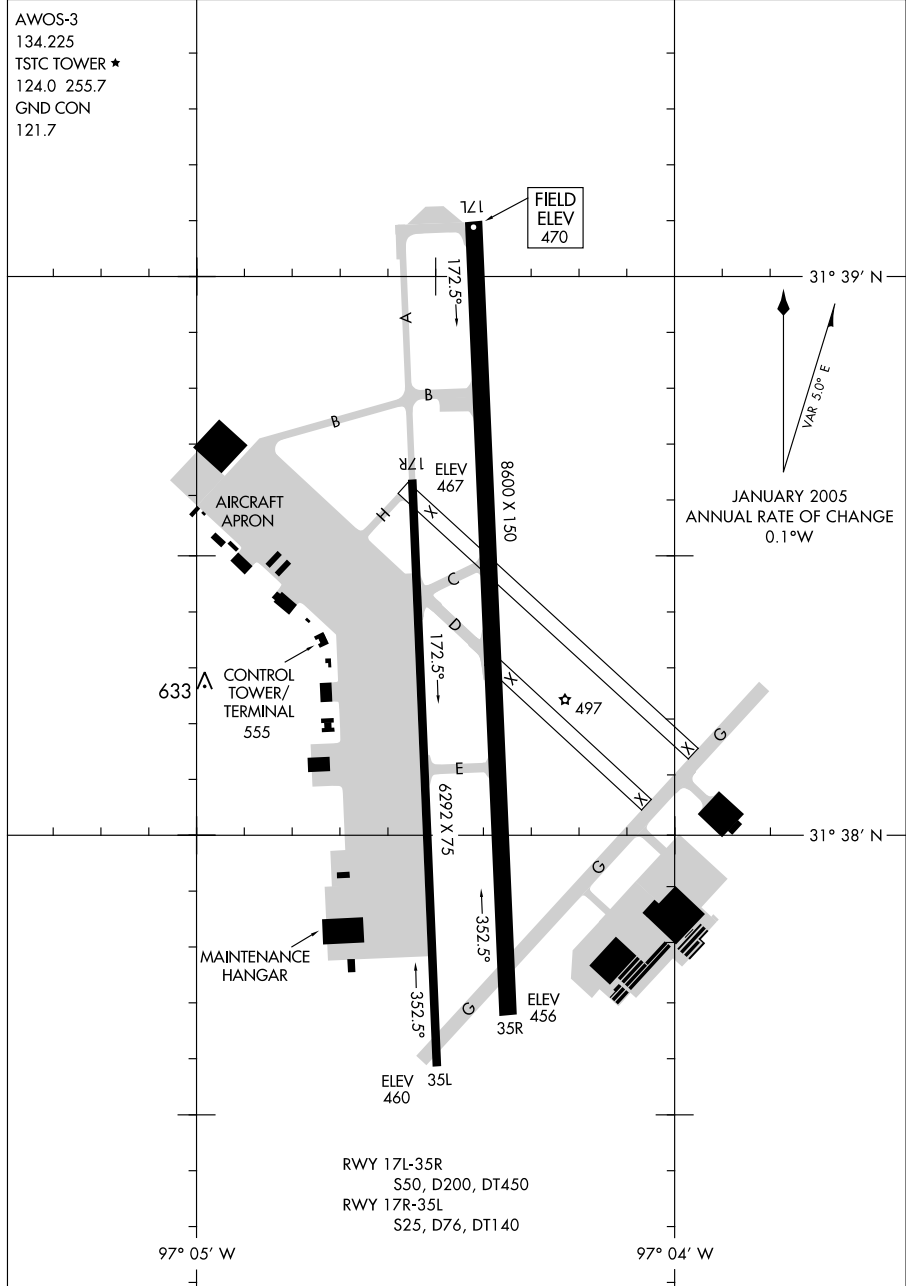 AWOS-3
134.225
TSTC TOWER ★
124.0 255.7
GND CON
121.7
17L
FIELD
ELEV
470
31° 39' N
172.5°
A
VAR 5.0° E
B
B
17R
ELEV
467
8600 X 150
X
AIRCRAFT
APRON
H
JANUARY 2005
ANNUAL RATE OF CHANGE
0.1°W
C
D
172.5°
633
CONTROL
TOWER/
TERMINAL
555
X
497
G
X
E
X
6292 X 75
31° 38' N
G
352.5°
MAINTENANCE
HANGAR
352.5°
G
ELEV
456
35R
ELEV
460
35L
RWY 17L-35R
S50, D200, DT450
RWY 17R-35L
S25, D76, DT140
97° 05' W
97° 04' W